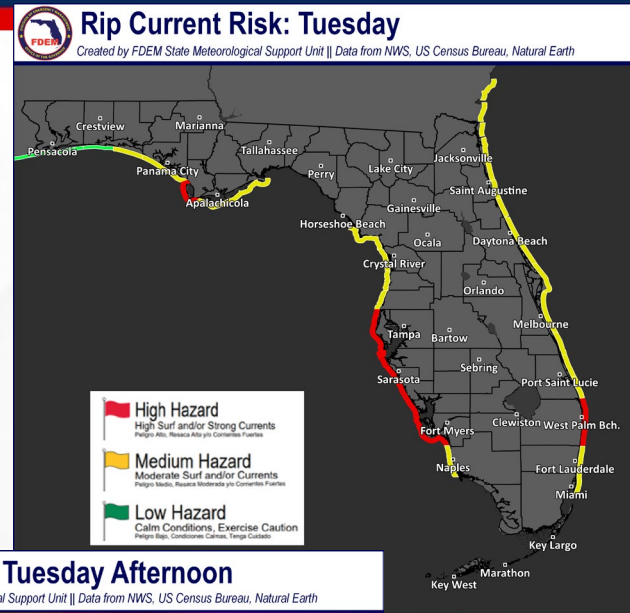 FDEM
Rip Current Risk: Tuesday
Created by FDEM State Meteorological Support Unit || Data from NWS, US Census Bureau, Natural Earth
Crestview
Marianna
Pensacola
Tallahassee
Panama City
Perry
Lake City
Jacksonville
Apalachicola
Saint Augustine
Gainesville
Horseshoe Beach
Ocala
Daytona Beach
Crystal River
Orlando
Melbourne
Tampa
Bartow
Sebring
Sarasota
Port Saint Lucie
Fort Myers
Clewiston
West Palm Bch.
Naples
Fort Lauderdale
Miami
Key Largo
Marathon
Key West
High Hazard
High Surf and/or Strong Currents
Peligro Alto, Resaca Alta y/o Corrientes Fuertes
Medium Hazard
Moderate Surf and/or Currents
Peligro Medio, Resaca Moderada y/o Corrientes Fuertes
Low Hazard
Calm Conditions, Exercise Caution
Peligro Bajo, Condiciones Calmas, Tenga Cuidado
Tuesday Afternoon
al Support Unit || Data from NWS, US Census Bureau, Natural Earth